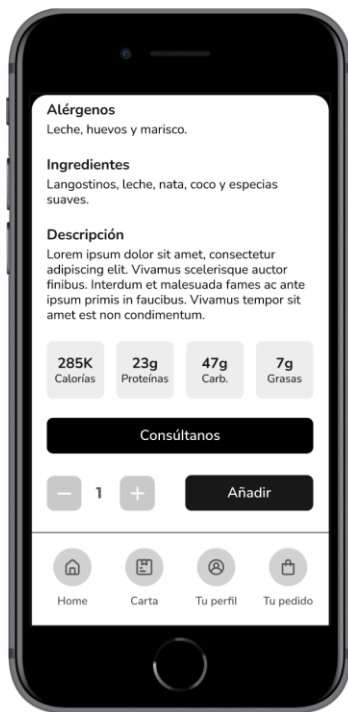 Alérgenos
Leche, huevos y marisco.
Ingredientes
Langostinos, leche, nata, coco y especias
suaves.
Descripción
Lorem ipsum dolor sit amet, consectetur
adipiscing elit. Vivamus scelerisque auctor
finibus. Interdum et malesuada fames ac ante
ipsum primis in faucibus. Vivamus tempor sit
amet est non condimentum.
285K 23g 47g 7g
Calorías Proteínas Carb. Grasas
Consúltanos
1 Añadir
Home Carta Tu perfil Tu pedido